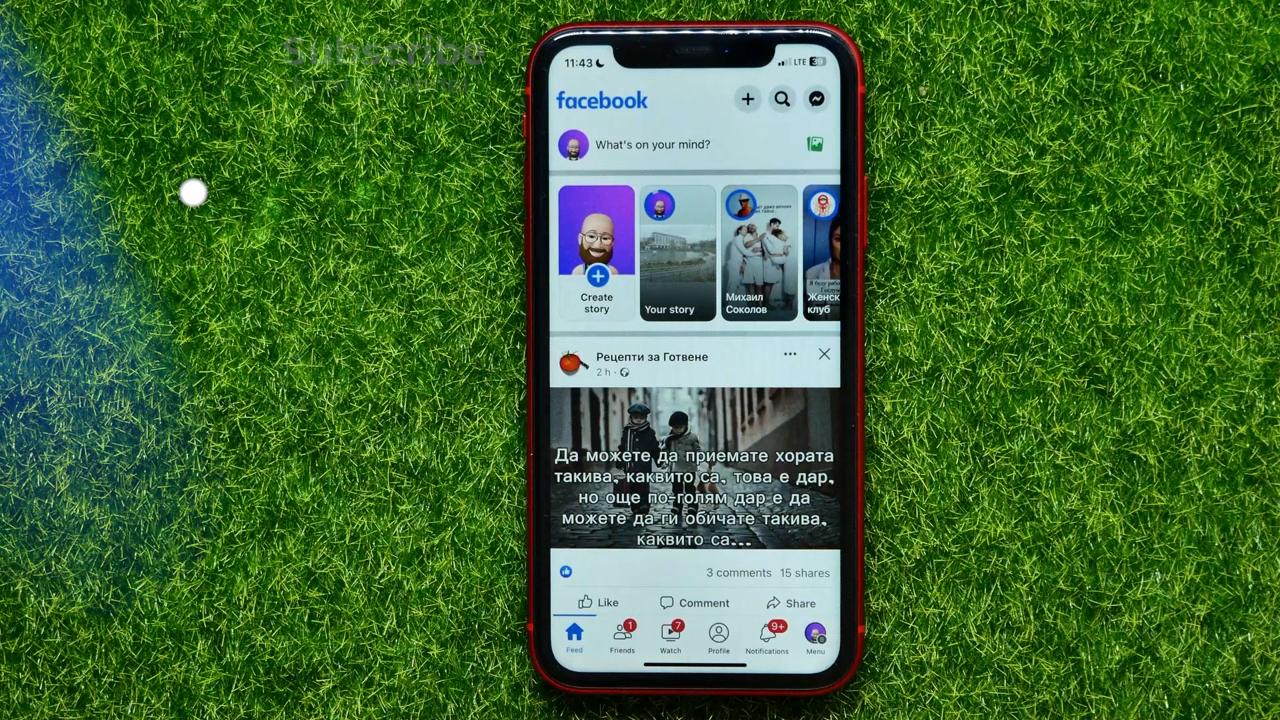 Subscribe
11:43
LTE
39
facebook
What's on your mind?
Create
story
Your story
Михаил
Соколов
Женск
клуб
Рецепти за Готвене
2 h
Да можете да приемате хората
такива, каквито са, това е дар,
но още по-голям дар е да
можете да ги обичате такива,
каквито са...
3 comments 15 shares
Like Comment Share
1 7 9+
Feed Friends Watch Profile Notifications Menu